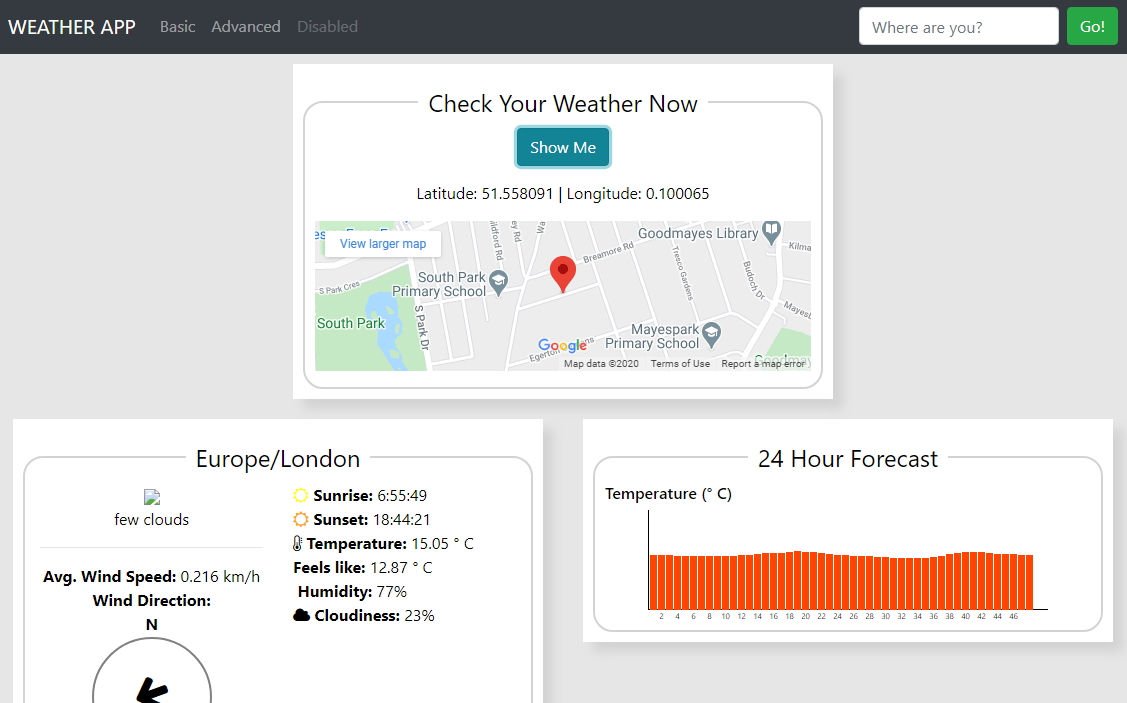 WEATHER APP Basic Advanced Disabled Where are you? Go!
Check Your Weather Now
Show Me
Latitude: 51.558091 | Longitude: 0.100065
View larger map
Goodmayes Library
Breamore Rd
Kilma
S Park Cres
South Park
Primary School
Tresco Gardens
Budoch Dr
South Park
S Park Dr
Mayespark
Primary School
Google
Map data ©2020 Terms of Use Report a map error
Europe/London
few clouds
Avg. Wind Speed: 0.216 km/h
Wind Direction:
N
Sunrise: 6:55:49
Sunset: 18:44:21
Temperature: 15.05 ° C
Feels like: 12.87 ° C
Humidity: 77%
Cloudiness: 23%
24 Hour Forecast
Temperature (° C)
2 4 6 8 10 12 14 16 18 20 22 24 26 28 30 32 34 36 38 40 42 44 46